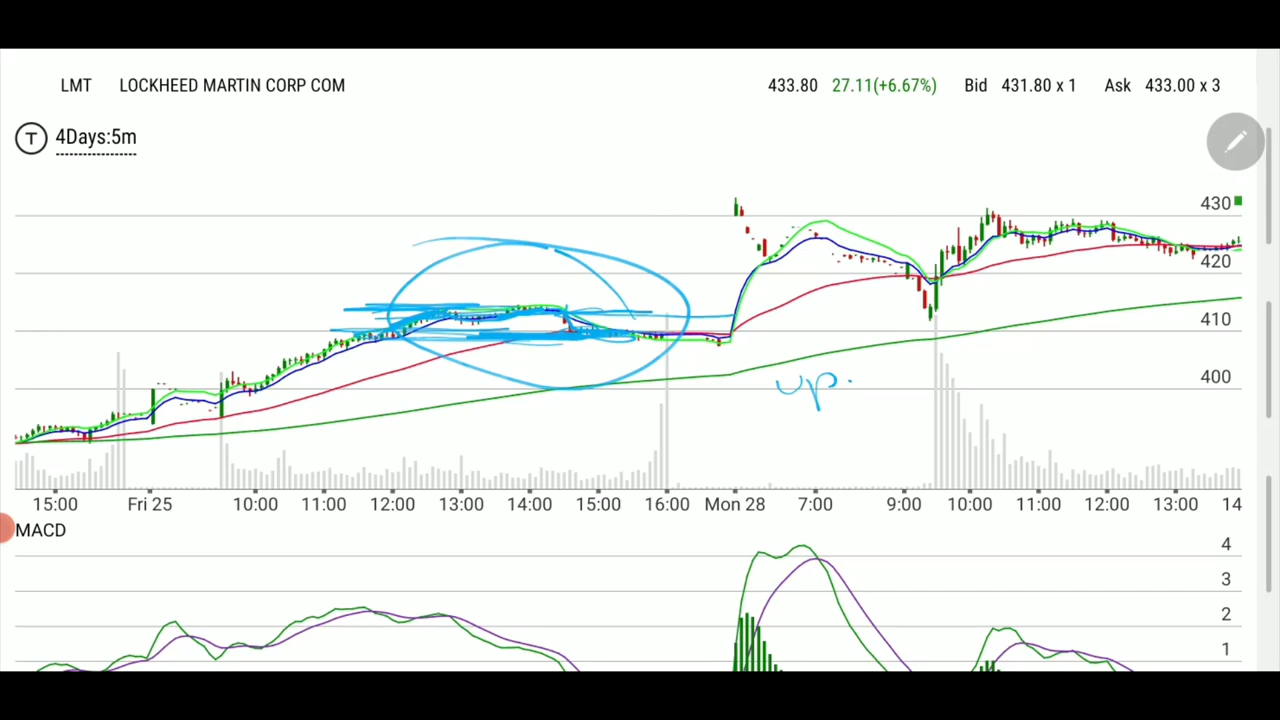 LMT LOCKHEED MARTIN CORP COM 433.80 27.11(+6.67%) Bid 431.80 x 1 Ask 433.00 x 3
T 4Days:5m
430
420
410
400
up.
15:00 Fri 25 10:00 11:00 12:00 13:00 14:00 15:00 16:00 Mon 28 7:00 9:00 10:00 11:00 12:00 13:00 14
MACD
4
3
2
1